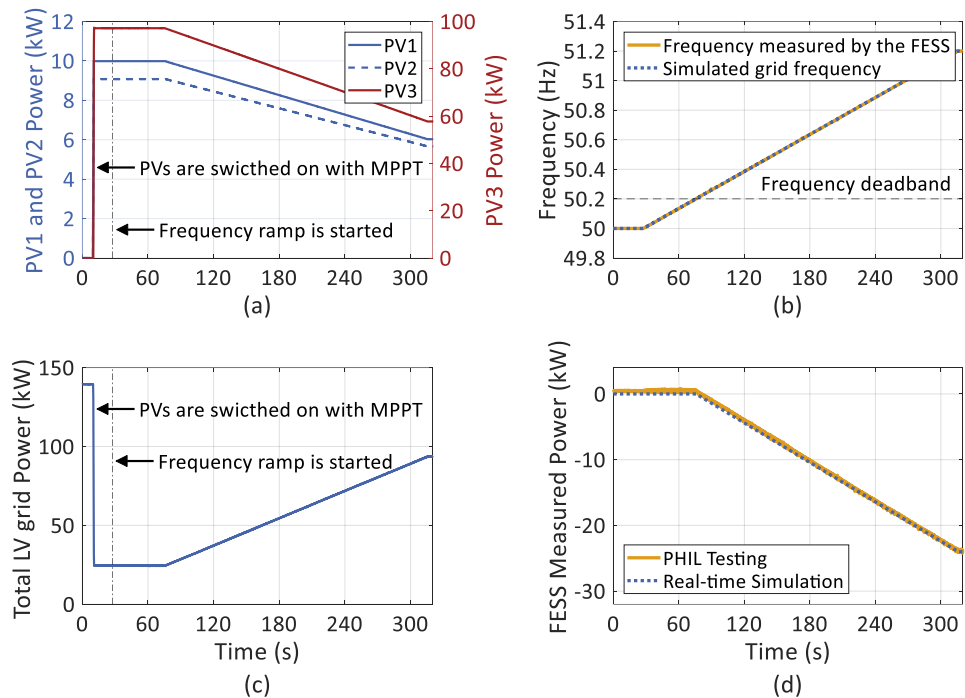 12
10
8
6
4
2
0
PV1 and PV2 Power (kW)
100
80
60
40
20
0
PV3 Power (kW)
PV1
PV2
PV3
PVs are swicthed on with MPPT
Frequency ramp is started
0 60 120 180 240 300
(a)
51.4
51.2
51
50.8
50.6
50.4
50.2
50
49.8
Frequency (Hz)
Frequency measured by the FESS
Simulated grid frequency
Frequency deadband
0 60 120 180 240 300
(b)
150
100
50
0
Total LV grid Power (kW)
PVs are swicthed on with MPPT
Frequency ramp is started
0 60 120 180 240 300
Time (s)
(c)
0
-10
-20
-30
FESS Measured Power (kW)
PHIL Testing
Real-time Simulation
0 60 120 180 240 300
Time (s)
(d)